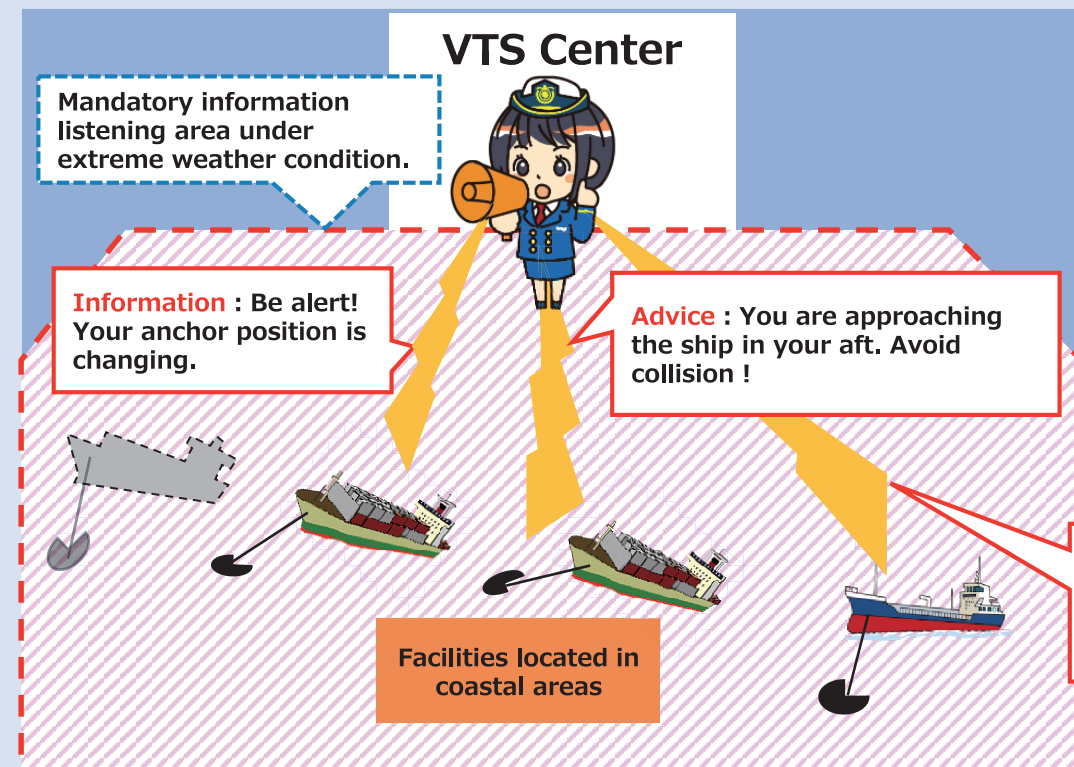 VTS Center
Mandatory information
listening area under
extreme weather condition.
Information : Be alert!
Your anchor position is
changing.
Advice : You are approaching
the ship in your aft. Avoid
collision !
Facilities located in
coastal areas